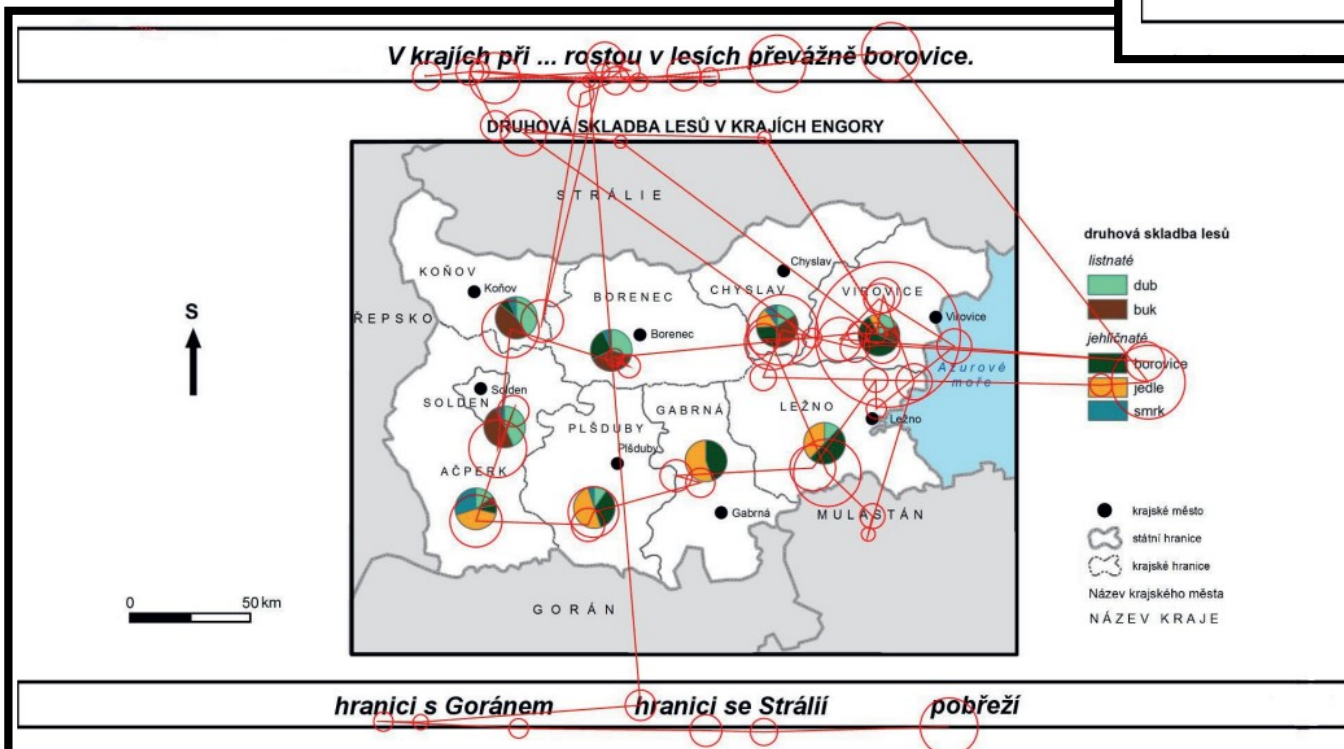 V krajích při ... rostou v lesích převážně borovice.
DRUHOVÁ SKLADBA LESŮ V KRAJÍCH ENGORY
STRÁLIE
druhová skladba lesů
listnaté
dub
buk
jehličnaté
borovice
jedle
smrk
Chyslav
KOŇOV
CHYSLAV
VIROVICE
Koňov
BORENEC
S
ŘEPSKO
Borenec
Virovice
Azurové
moře
Solden
SOLDEN
GABRNÁ
LEŽNO
PLŠDUBY
Ležno
Plšduby
AČPERK
Gabrná
MULASTÁN
krajské město
státní hranice
krajské hranice
Název krajského města
NÁZEV KRAJE
0 50 km
GORÁN
hranici s Goránem hranici se Strálií pobřeží